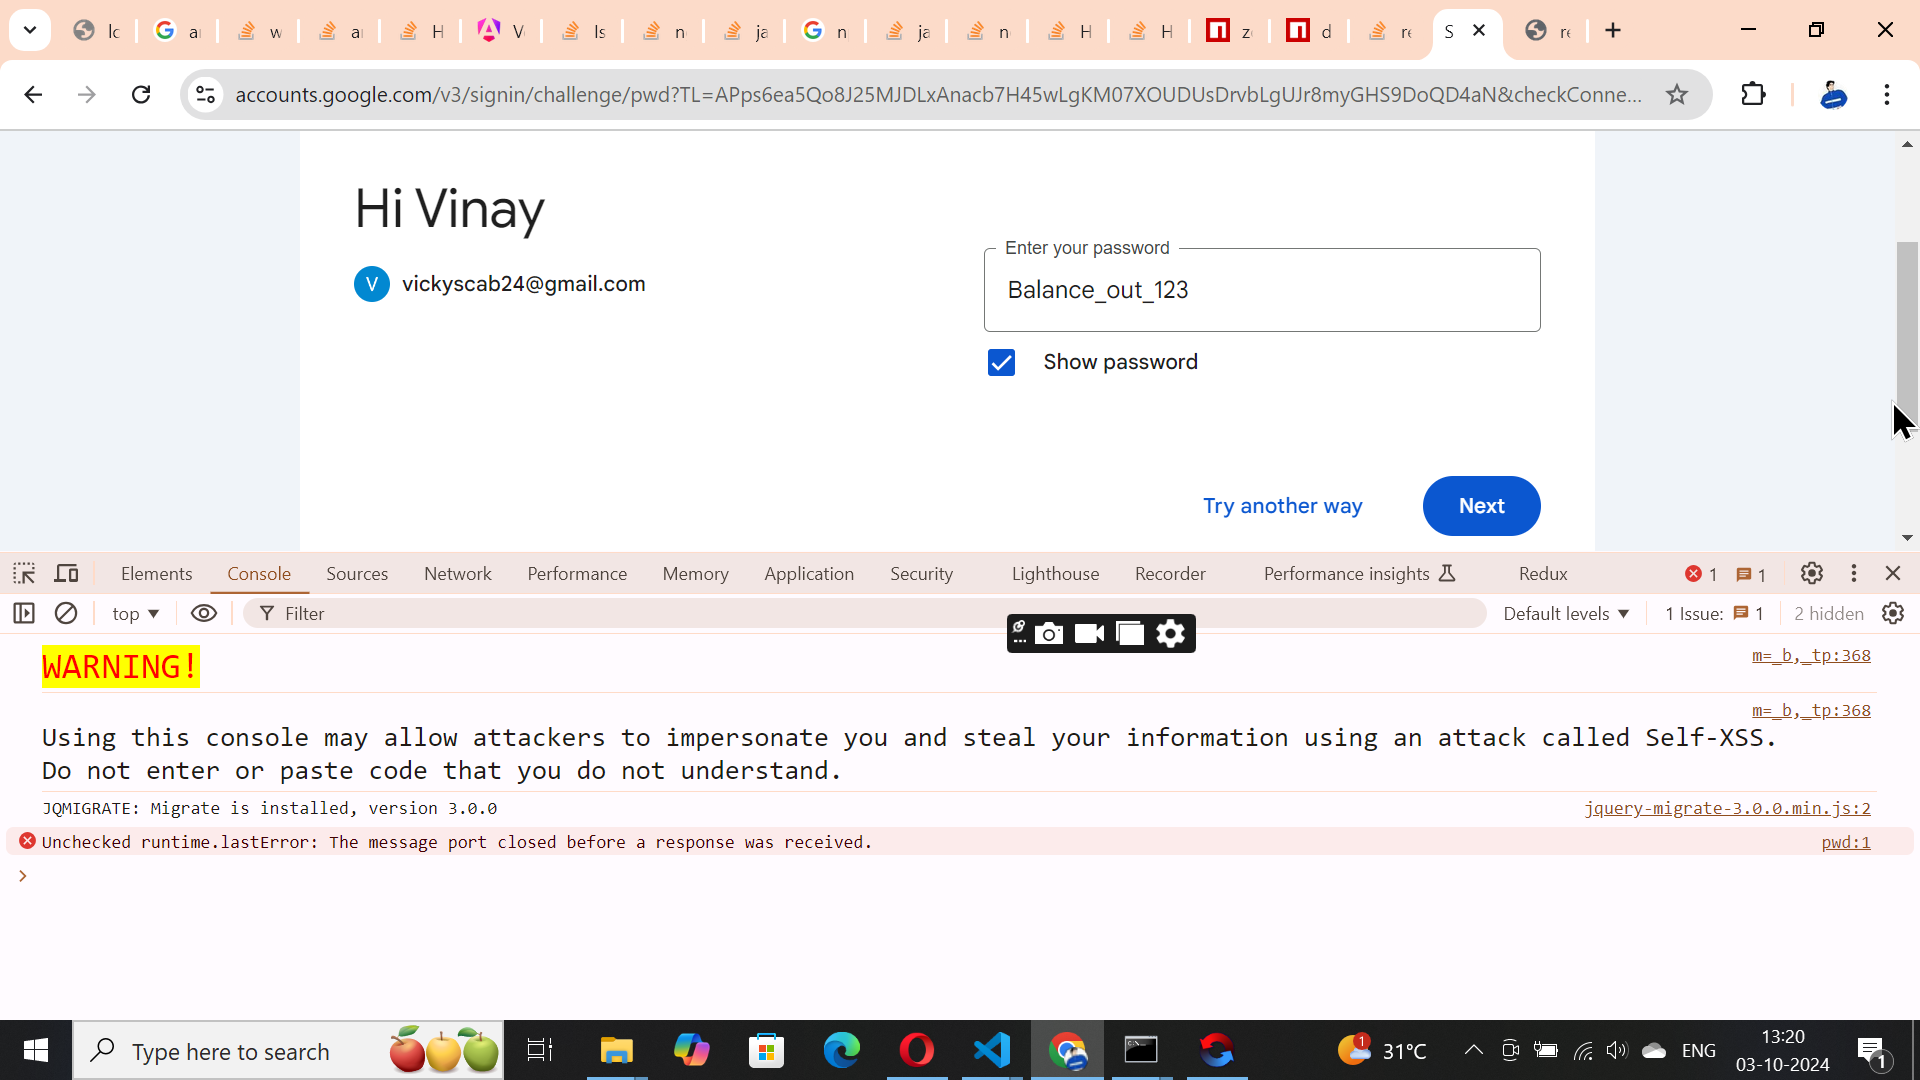 lo
a
w
a
H
V
Is
n
ja
n
ja
n
H
H
z
d
re
S
re
accounts.google.com/v3/signin/challenge/pwd?TL=APps6ea5Qo8J25MJDLxAnacb7H45wLgKM07XOUDUsDrvbLgUJr8myGHS9DoQD4aN&checkConne...
Hi Vinay
V vickyscab24@gmail.com
Enter your password
Balance_out_123
Show password
Try another way
Next
Elements Console Sources Network Performance Memory Application Security Lighthouse Recorder Performance insights Redux 1 1
top Filter Default levels 1 Issue: 1 2 hidden
WARNING! m=_b,_tp:368
m=_b,_tp:368
Using this console may allow attackers to impersonate you and steal your information using an attack called Self-XSS.
Do not enter or paste code that you do not understand.
JQMIGRATE: Migrate is installed, version 3.0.0 jquery-migrate-3.0.0.min.js:2
Unchecked runtime.lastError: The message port closed before a response was received. pwd:1
Type here to search
1
31°C
ENG
13:20
03-10-2024
1